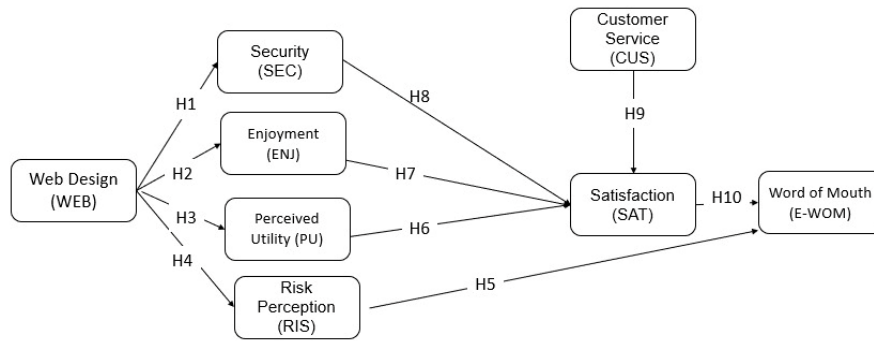 Security
(SEC)
Customer
Service
(CUS)
H1
H8
H9
Enjoyment
(ENJ)
H2
H7
Web Design
(WEB)
Satisfaction
(SAT)
H10
Word of Mouth
(E-WOM)
H3
Perceived
Utility (PU)
H6
H4
Risk
Perception
(RIS)
H5